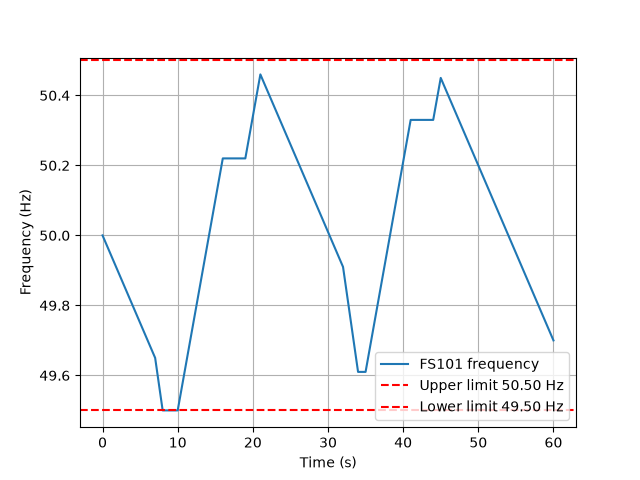 50.4
50.2
50.0
49.8
49.6
Frequency (Hz)
FS101 frequency
Upper limit 50.50 Hz
Lower limit 49.50 Hz
0 10 20 30 40 50 60
Time (s)